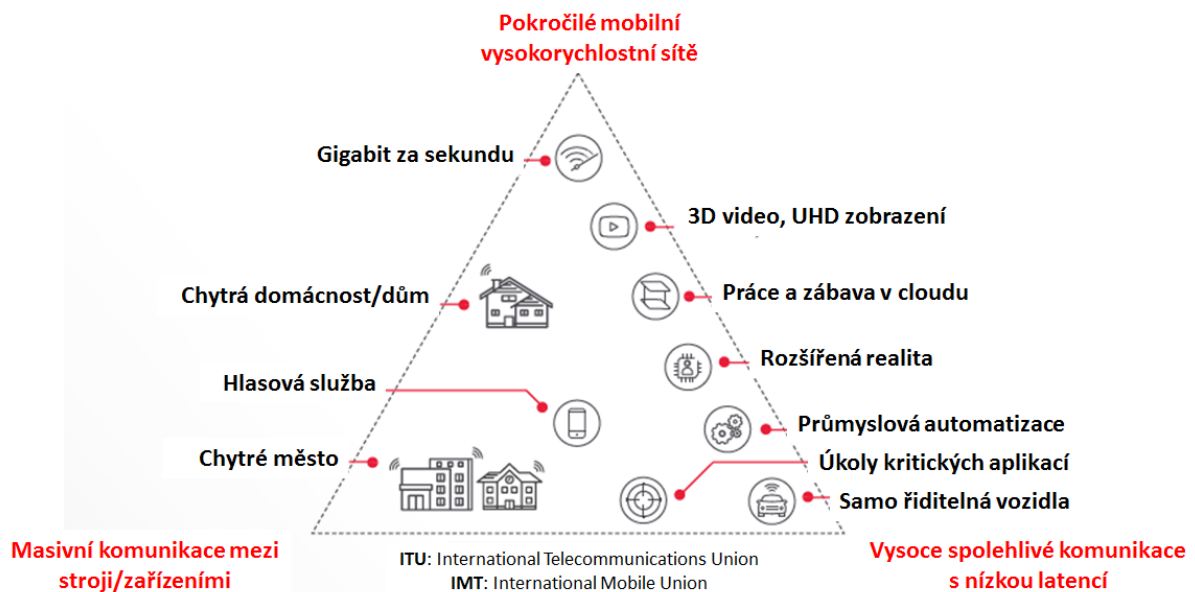 Pokročilé mobilní
vysokorychlostní sítě
Gigabit za sekundu
3D video, UHD zobrazení
Chytrá domácnost/dům
Práce a zábava v cloudu
Rozšířená realita
Hlasová služba
Průmyslová automatizace
Chytré město
Úkoly kritických aplikací
Samo řiditelná vozidla
Masivní komunikace mezi
stroji/zařízeními
ITU: International Telecommunications Union
IMT: International Mobile Union
Vysoce spolehlivé komunikace
s nízkou latencí